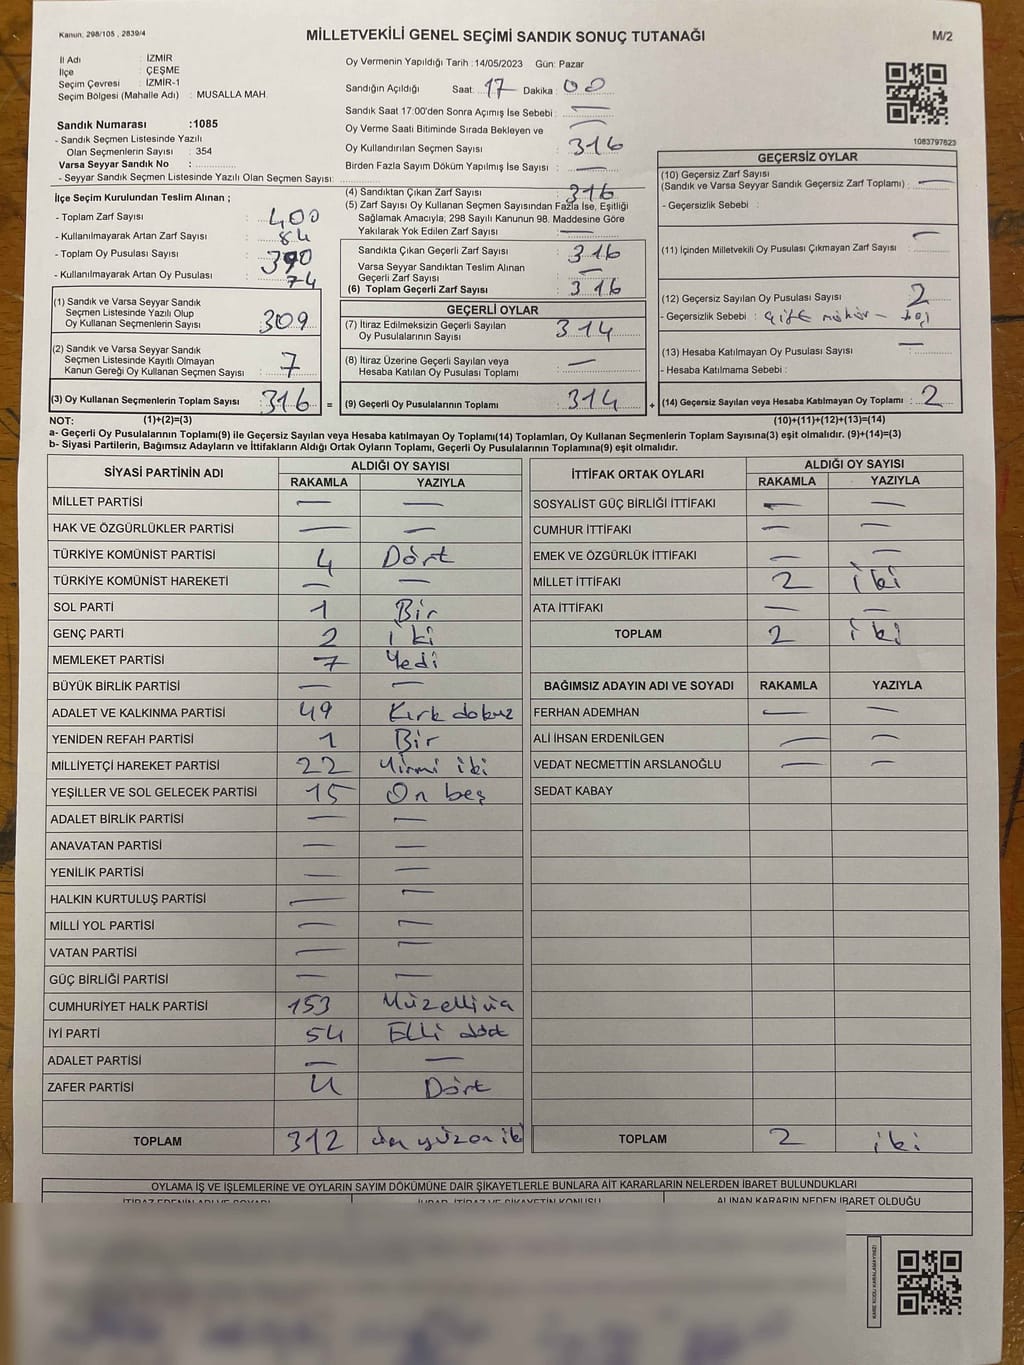 Kanun, 298/105 , 2839/4
MİLLETVEKİLİ GENEL SEÇİMİ SANDIK SONUÇ TUTANAĞI
M/2
İl Adı : İZMİR
İlçe : ÇEŞME
Seçim Çevresi : İZMİR-1
Seçim Bölgesi (Mahalle Adı) : MUSALLA MAH.
Sandık Numarası :1085
- Sandık Seçmen Listesinde Yazılı
Olan Seçmenlerin Sayısı : 354
Varsa Seyyar Sandık No :
- Seyyar Sandık Seçmen Listesinde Yazılı Olan Seçmen Sayısı:
İlçe Seçim Kurulundan Teslim Alınan ;
- Toplam Zarf Sayısı : 400
- Kullanılmayarak Artan Zarf Sayısı : 84
- Toplam Oy Pusulası Sayısı : 390
- Kullanılmayarak Artan Oy Pusulası : 74
(1) Sandık ve Varsa Seyyar Sandık
Seçmen Listesinde Yazılı Olup
Oy Kullanan Seçmenlerin Sayısı : 309
(2) Sandık ve Varsa Seyyar Sandık
Seçmen Listesinde Kayıtlı Olmayan
Kanun Gereği Oy Kullanan Seçmen Sayısı : 7
(3) Oy Kullanan Seçmenlerin Toplam Sayısı : 316 =
Oy Vermenin Yapıldığı Tarih :14/05/2023 Gün: Pazar
Sandığın Açıldığı Saat: 17 Dakika: 00
Sandık Saat 17:00'den Sonra Açımış İse Sebebi : —
Oy Verme Saati Bitiminde Sırada Bekleyen ve —
Oy Kullandırılan Seçmen Sayısı : 316
Birden Fazla Sayım Döküm Yapılmış İse Sayısı : —
(4) Sandıktan Çıkan Zarf Sayısı : 316
(5) Zarf Sayısı Oy Kullanan Seçmen Sayısından Fazla İse, Eşitliği
Sağlamak Amacıyla; 298 Sayılı Kanunun 98. Maddesine Göre
Yakılarak Yok Edilen Zarf Sayısı : —
Sandıkta Çıkan Geçerli Zarf Sayısı : 316
Varsa Seyyar Sandıktan Teslim Alınan
Geçerli Zarf Sayısı : —
(6) Toplam Geçerli Zarf Sayısı : 316
GEÇERLİ OYLAR
(7) İtiraz Edilmeksizin Geçerli Sayılan
Oy Pusulalarının Sayısı : 314
(8) İtiraz Üzerine Geçerli Sayılan veya
Hesaba Katılan Oy Pusulası Toplamı : —
(9) Geçerli Oy Pusulalarının Toplamı : 314 +
1083797623
GEÇERSİZ OYLAR
(10) Geçersiz Zarf Sayısı
(Sandık ve Varsa Seyyar Sandık Geçersiz Zarf Toplamı) : —
- Geçersizlik Sebebi :
(11) İçinden Milletvekili Oy Pusulası Çıkmayan Zarf Sayısı : —
(12) Geçersiz Sayılan Oy Pusulası Sayısı : 2
- Geçersizlik Sebebi : çift mühür – boş
(13) Hesaba Katılmayan Oy Pusulası Sayısı : —
- Hesaba Katılmama Sebebi :
(14) Geçersiz Sayılan veya Hesaba Katılmayan Oy Toplamı : 2
NOT: (1)+(2)=(3) (10)+(11)+(12)+(13)=(14)
a- Geçerli Oy Pusulalarının Toplamı(9) ile Geçersiz Sayılan veya Hesaba katılmayan Oy Toplamı(14) Toplamları, Oy Kullanan Seçmenlerin Toplam Sayısına(3) eşit olmalıdır. (9)+(14)=(3)
b- Siyasi Partilerin, Bağımsız Adayların ve İttifakların Aldığı Ortak Oyların Toplamı, Geçerli Oy Pusulalarının Toplamına(9) eşit olmalıdır.
SİYASİ PARTİNİN ADI ALDIĞI OY SAYISI
RAKAMLA YAZIYLA
MİLLET PARTİSİ — —
HAK VE ÖZGÜRLÜKLER PARTİSİ — —
TÜRKİYE KOMÜNİST PARTİSİ 4 Dört
TÜRKİYE KOMÜNİST HAREKETİ — —
SOL PARTİ 1 Bir
GENÇ PARTİ 2 iki
MEMLEKET PARTİSİ 7 Yedi
BÜYÜK BİRLİK PARTİSİ — —
ADALET VE KALKINMA PARTİSİ 49 Kırk dokuz
YENİDEN REFAH PARTİSİ 1 Bir
MİLLİYETÇİ HAREKET PARTİSİ 22 Yirmi iki
YEŞİLLER VE SOL GELECEK PARTİSİ 15 On beş
ADALET BİRLİK PARTİSİ — —
ANAVATAN PARTİSİ — —
YENİLİK PARTİSİ — —
HALKIN KURTULUŞ PARTİSİ — —
MİLLİ YOL PARTİSİ — —
VATAN PARTİSİ — —
GÜÇ BİRLİĞİ PARTİSİ — —
CUMHURİYET HALK PARTİSİ 153
İYİ PARTİ 54 Elli dört
ADALET PARTİSİ — —
ZAFER PARTİSİ 4 Dört
TOPLAM 312 üç yüz on iki
İTTİFAK ORTAK OYLARI ALDIĞI OY SAYISI
RAKAMLA YAZIYLA
SOSYALİST GÜÇ BİRLİĞİ İTTİFAKI — —
CUMHUR İTTİFAKI — —
EMEK VE ÖZGÜRLÜK İTTİFAKI — —
MİLLET İTTİFAKI 2 iki
ATA İTTİFAKI — —
TOPLAM 2 iki
BAĞIMSIZ ADAYIN ADI VE SOYADI RAKAMLA YAZIYLA
FERHAN ADEMHAN — —
ALİ İHSAN ERDENİLGEN — —
VEDAT NECMETTİN ARSLANOĞLU — —
SEDAT KABAY
TOPLAM 2 iki
OYLAMA İŞ VE İŞLEMLERİNE VE OYLARIN SAYIM DÖKÜMÜNE DAİR ŞİKAYETLERLE BUNLARA AİT KARARLARIN NELERDEN İBARET BULUNDUKLARI
İTİRAZ EDENİN ADI VE SOYADI İHBAR, İTİRAZ VE ŞİKAYETİN KONUSU ALINAN KARARIN NEDEN İBARET OLDUĞU
KARE KODU KARALAMAYINIZ!